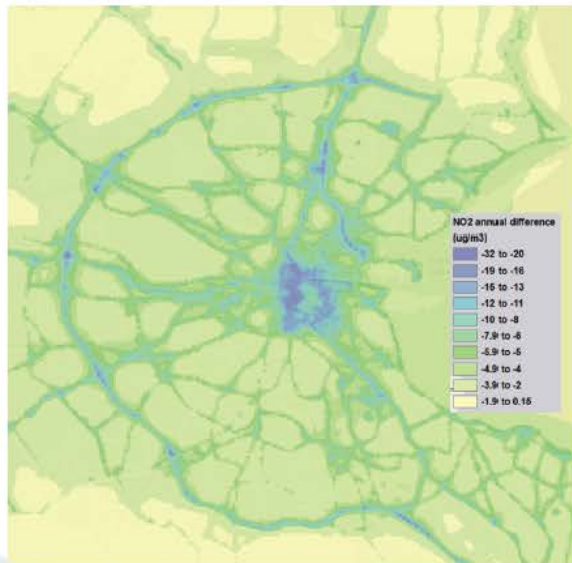 NO2 annual difference
(ug/m3)
-32 to -20
-19 to -16
-15 to -13
-12 to -11
-10 to -8
-7.9 to -6
-5.9 to -5
-4.9 to -4
-3.9 to -2
-1.9 to 0.15